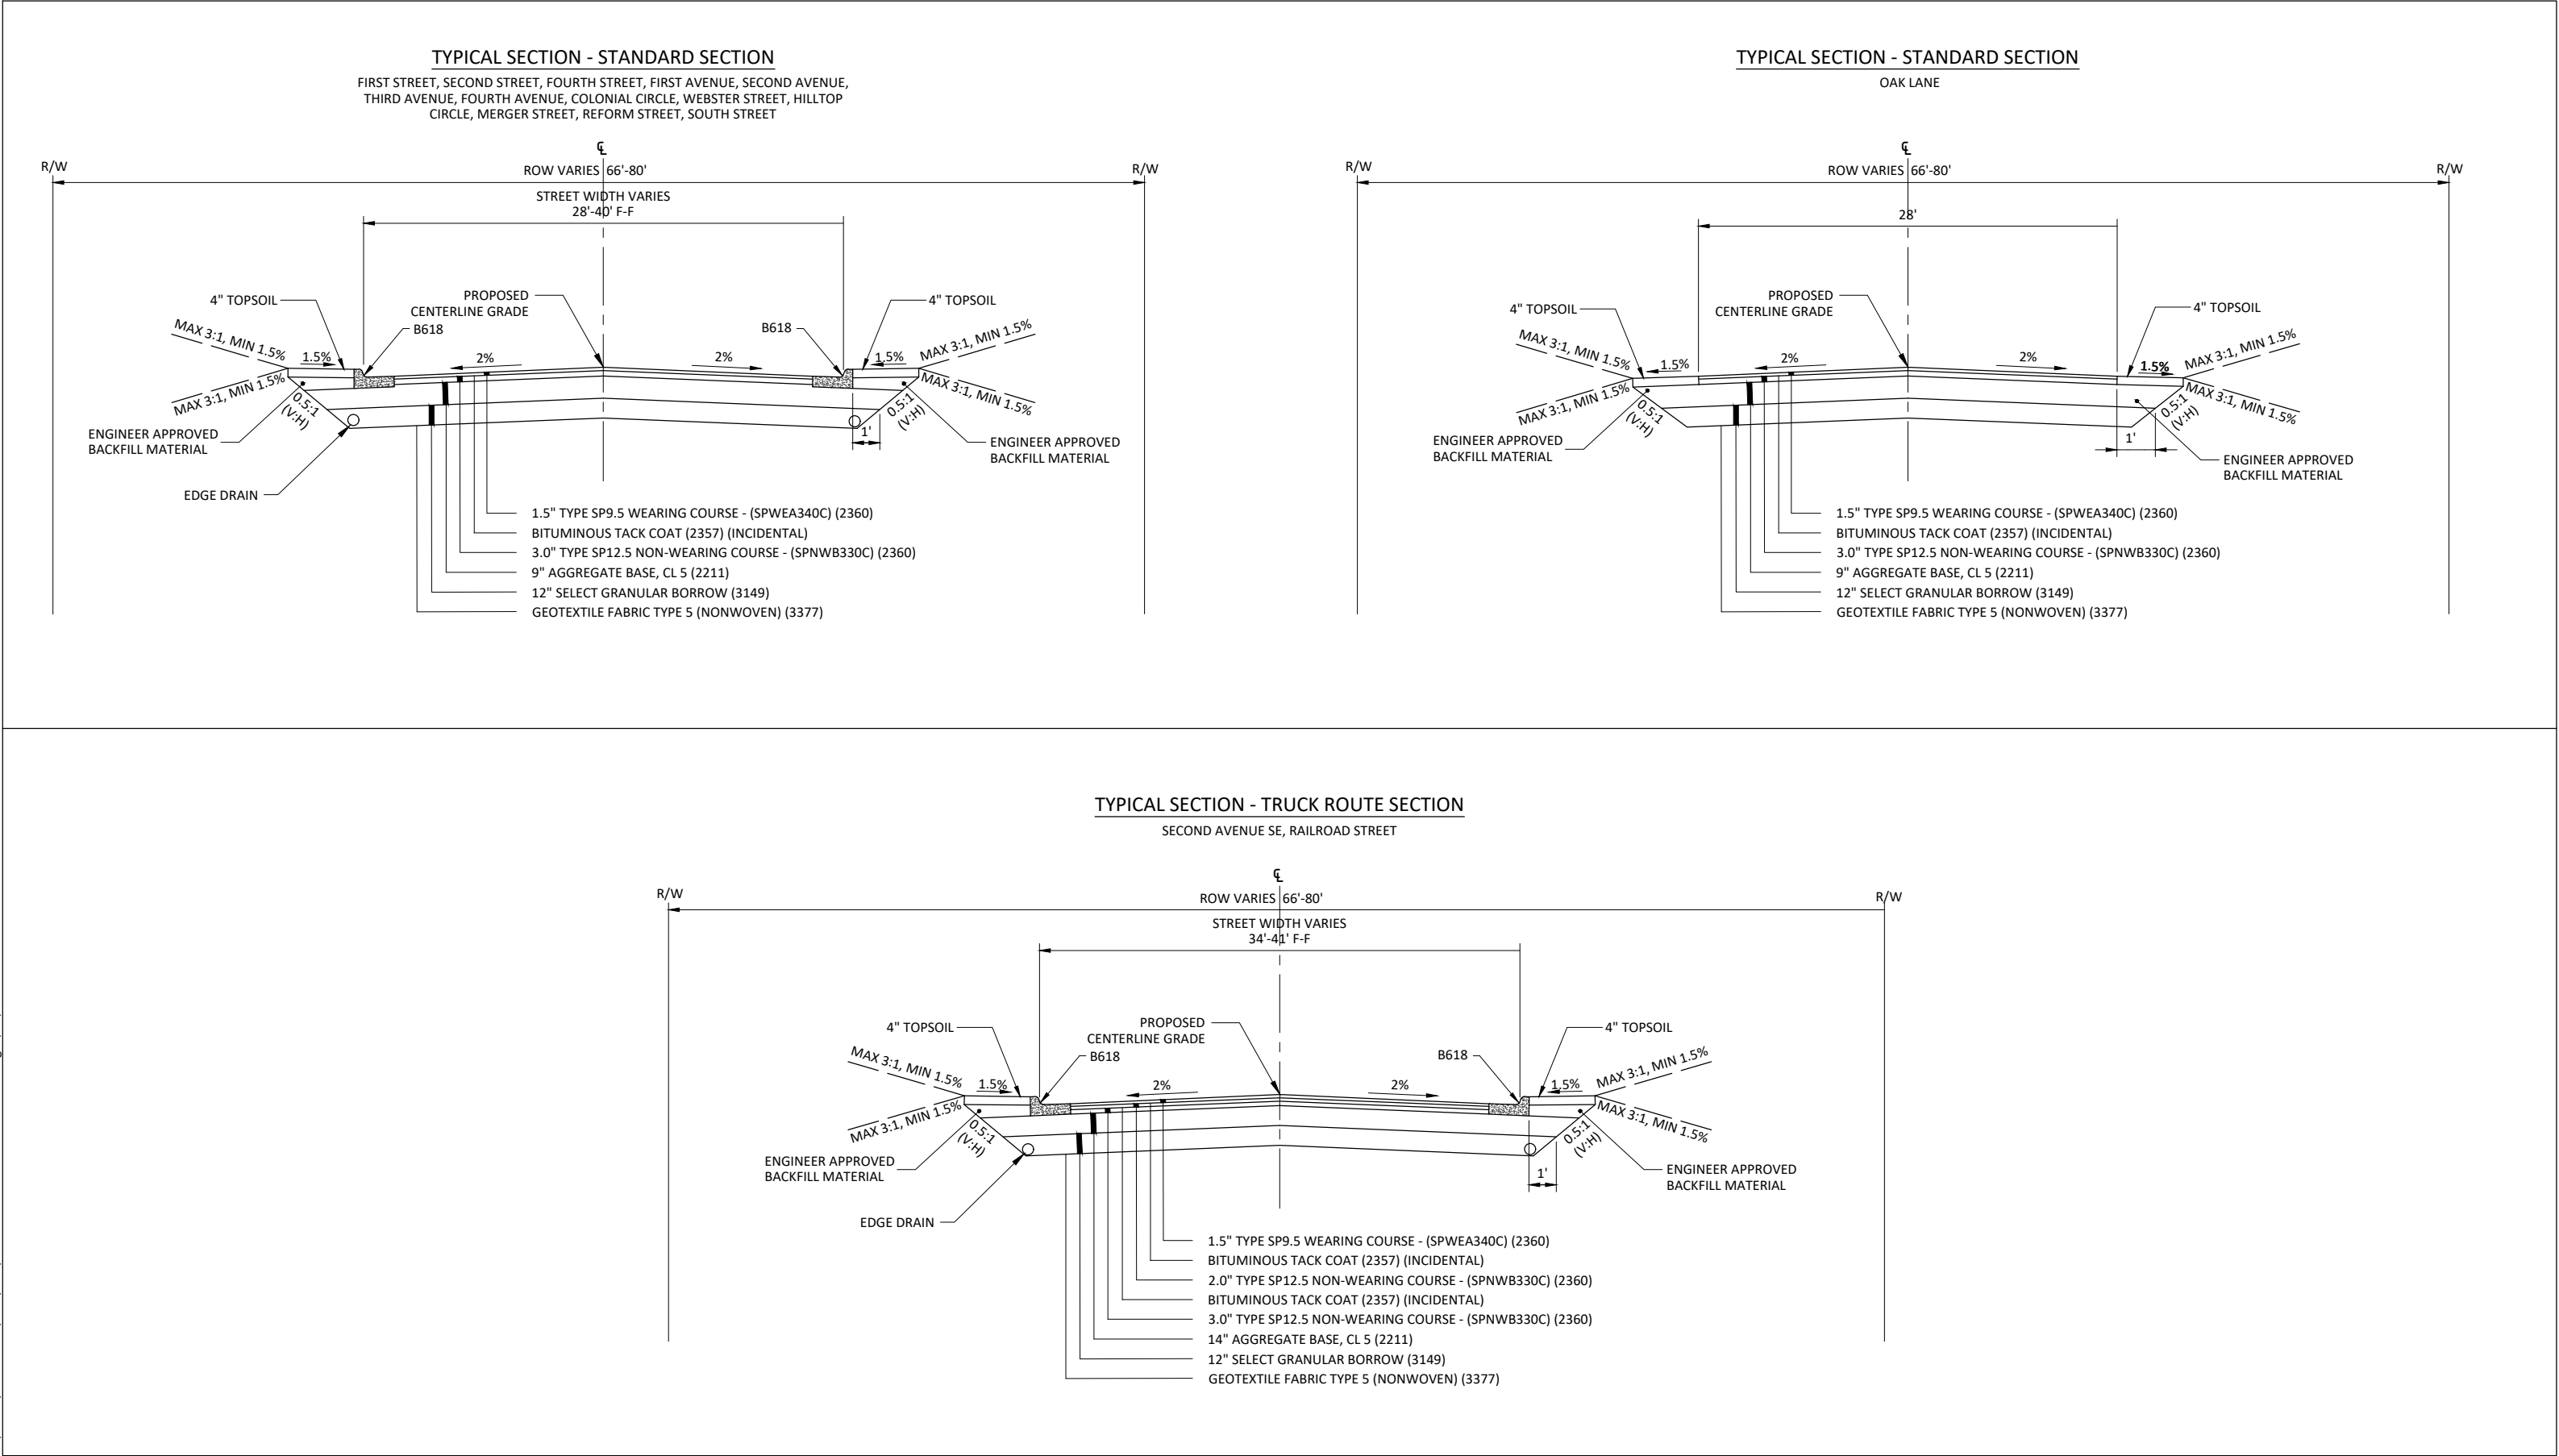 TYPICAL SECTION - STANDARD SECTION
FIRST STREET, SECOND STREET, FOURTH STREET, FIRST AVENUE, SECOND AVENUE,
THIRD AVENUE, FOURTH AVENUE, COLONIAL CIRCLE, WEBSTER STREET, HILLTOP
CIRCLE, MERGER STREET, REFORM STREET, SOUTH STREET
℄
R/W
ROW VARIES 66'-80'
R/W
STREET WIDTH VARIES
28'-40' F-F
4" TOPSOIL
PROPOSED
CENTERLINE GRADE
B618
B618
4" TOPSOIL
MAX 3:1, MIN 1.5%
1.5%
2%
2%
1.5%
MAX 3:1, MIN 1.5%
MAX 3:1, MIN 1.5%
MAX 3:1, MIN 1.5%
0.5:1
(V:H)
0.5:1
(V:H)
1'
ENGINEER APPROVED
BACKFILL MATERIAL
ENGINEER APPROVED
BACKFILL MATERIAL
EDGE DRAIN
1.5" TYPE SP9.5 WEARING COURSE - (SPWEA340C) (2360)
BITUMINOUS TACK COAT (2357) (INCIDENTAL)
3.0" TYPE SP12.5 NON-WEARING COURSE - (SPNWB330C) (2360)
9" AGGREGATE BASE, CL 5 (2211)
12" SELECT GRANULAR BORROW (3149)
GEOTEXTILE FABRIC TYPE 5 (NONWOVEN) (3377)
TYPICAL SECTION - STANDARD SECTION
OAK LANE
℄
R/W
ROW VARIES 66'-80'
R/W
28'
4" TOPSOIL
PROPOSED
CENTERLINE GRADE
4" TOPSOIL
MAX 3:1, MIN 1.5%
1.5%
2%
2%
1.5%
MAX 3:1, MIN 1.5%
MAX 3:1, MIN 1.5%
MAX 3:1, MIN 1.5%
0.5:1
(V:H)
0.5:1
(V:H)
1'
ENGINEER APPROVED
BACKFILL MATERIAL
ENGINEER APPROVED
BACKFILL MATERIAL
1.5" TYPE SP9.5 WEARING COURSE - (SPWEA340C) (2360)
BITUMINOUS TACK COAT (2357) (INCIDENTAL)
3.0" TYPE SP12.5 NON-WEARING COURSE - (SPNWB330C) (2360)
9" AGGREGATE BASE, CL 5 (2211)
12" SELECT GRANULAR BORROW (3149)
GEOTEXTILE FABRIC TYPE 5 (NONWOVEN) (3377)
TYPICAL SECTION - TRUCK ROUTE SECTION
SECOND AVENUE SE, RAILROAD STREET
℄
R/W
ROW VARIES 66'-80'
R/W
STREET WIDTH VARIES
34'-41' F-F
4" TOPSOIL
PROPOSED
CENTERLINE GRADE
B618
B618
4" TOPSOIL
MAX 3:1, MIN 1.5%
1.5%
2%
2%
1.5%
MAX 3:1, MIN 1.5%
MAX 3:1, MIN 1.5%
MAX 3:1, MIN 1.5%
0.5:1
(V:H)
0.5:1
(V:H)
1'
ENGINEER APPROVED
BACKFILL MATERIAL
ENGINEER APPROVED
BACKFILL MATERIAL
EDGE DRAIN
1.5" TYPE SP9.5 WEARING COURSE - (SPWEA340C) (2360)
BITUMINOUS TACK COAT (2357) (INCIDENTAL)
2.0" TYPE SP12.5 NON-WEARING COURSE - (SPNWB330C) (2360)
BITUMINOUS TACK COAT (2357) (INCIDENTAL)
3.0" TYPE SP12.5 NON-WEARING COURSE - (SPNWB330C) (2360)
14" AGGREGATE BASE, CL 5 (2211)
12" SELECT GRANULAR BORROW (3149)
GEOTEXTILE FABRIC TYPE 5 (NONWOVEN) (3377)